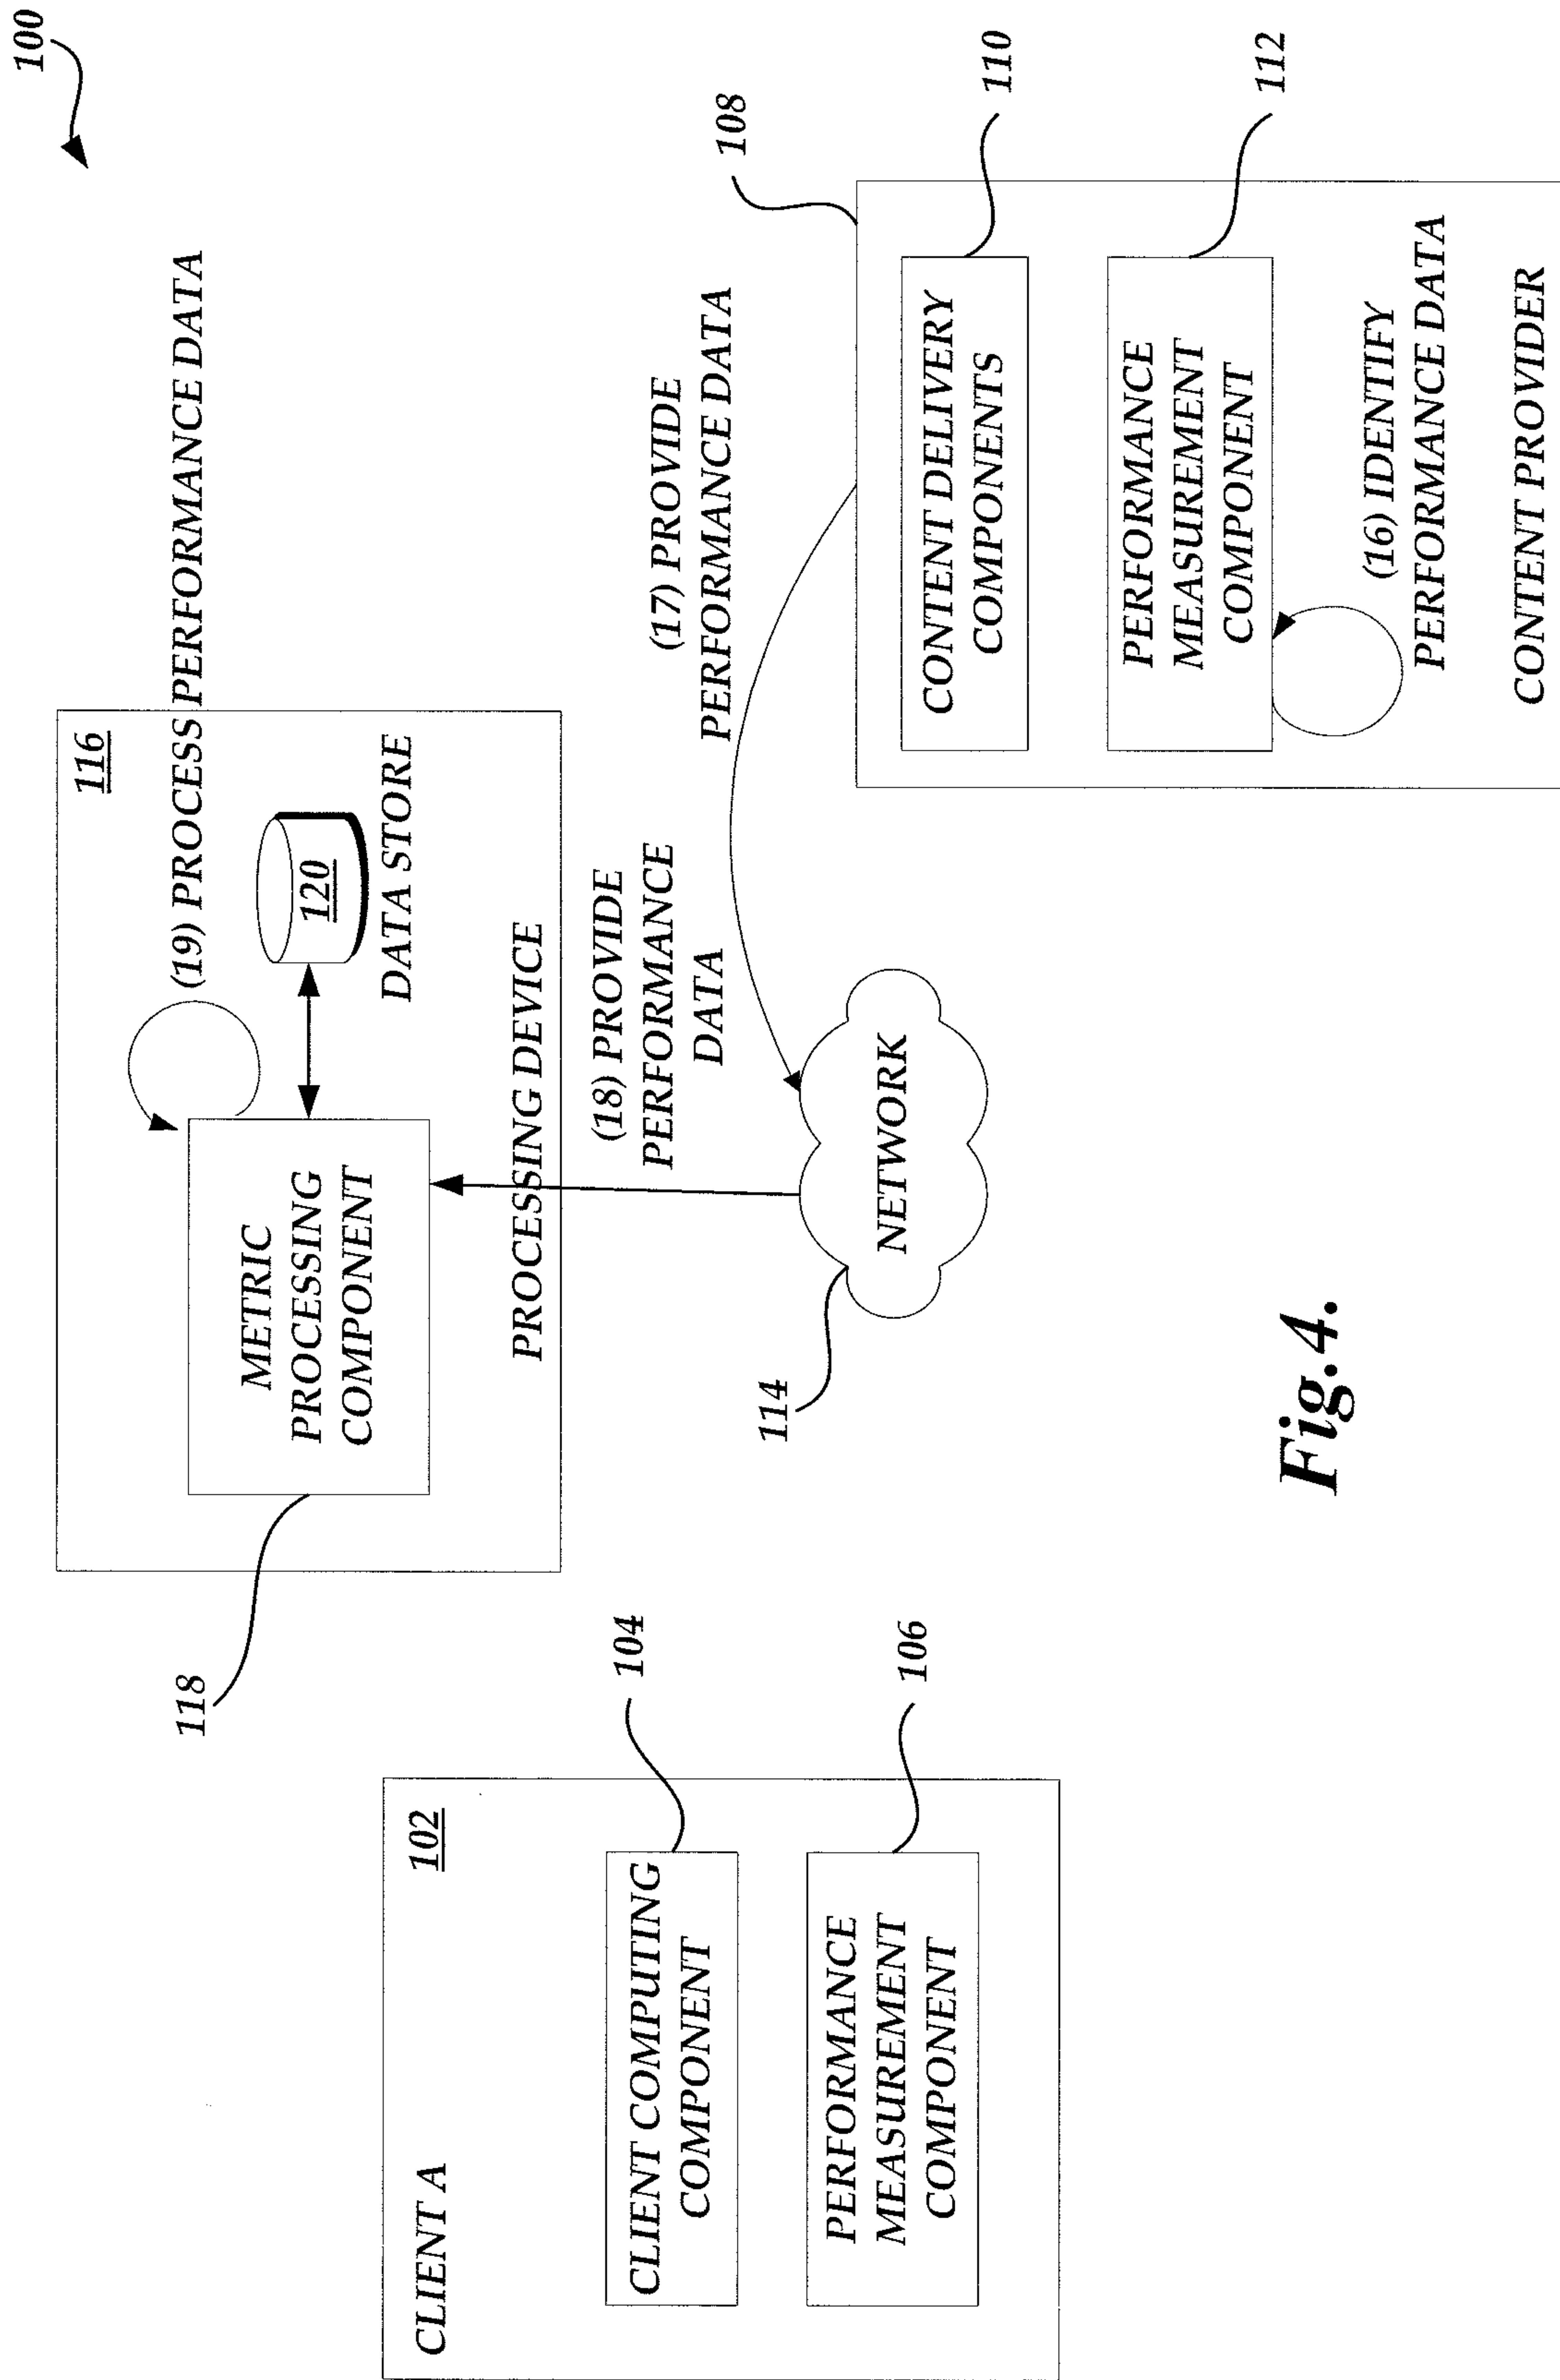 100
116
(19) PROCESS PERFORMANCE DATA
METRIC
PROCESSING
COMPONENT
120
DATA STORE
PROCESSING DEVICE
118
CLIENT A
102
CLIENT COMPUTING
COMPONENT
104
PERFORMANCE
MEASUREMENT
COMPONENT
106
(18) PROVIDE
PERFORMANCE
DATA
(17) PROVIDE
PERFORMANCE DATA
NETWORK
114
108
CONTENT DELIVERY
COMPONENTS
110
PERFORMANCE
MEASUREMENT
COMPONENT
112
(16) IDENTIFY
PERFORMANCE DATA
CONTENT PROVIDER
Fig.4.